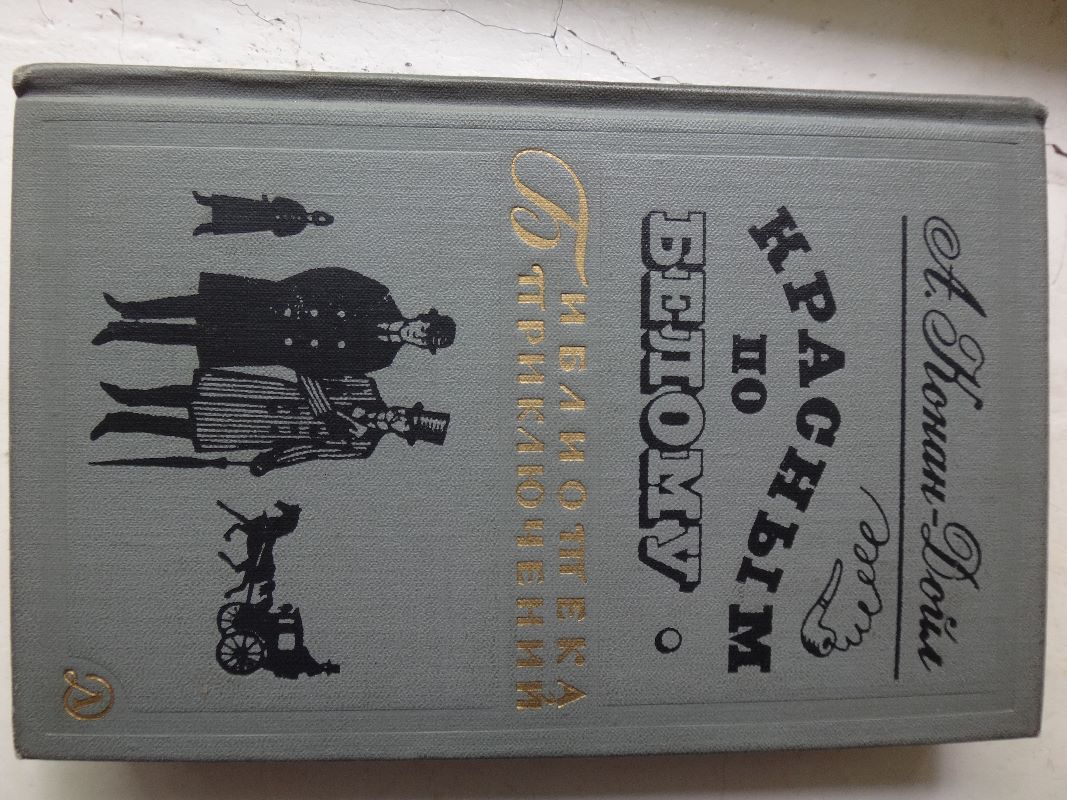 А. Конан-Дойл
КРАСНЫМ
ПО
БЕЛОМУ
БИБЛИОТЕКА
ПРИКЛЮЧЕНИЙ
Д